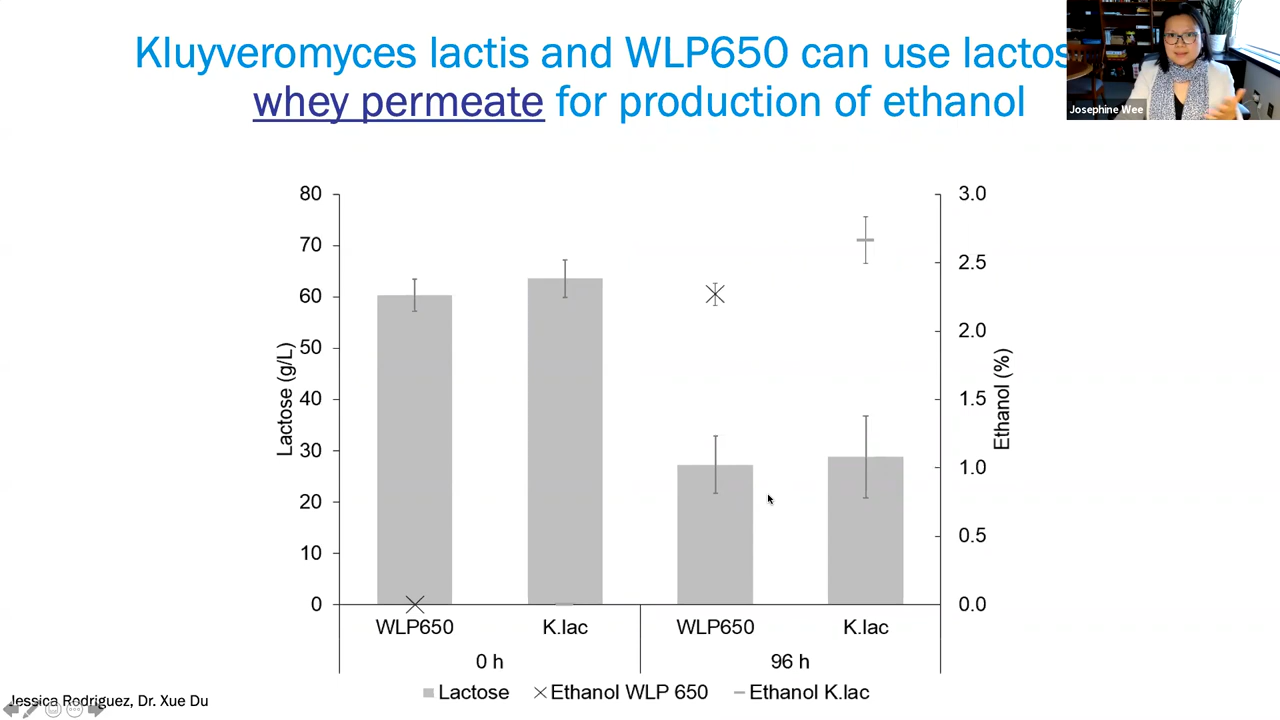 Kluyveromyces lactis and WLP650 can use lactos
whey permeate for production of ethanol
Josephine Wee
80
70
60
50
40
30
20
10
0
Lactose (g/L)
3.0
2.5
2.0
1.5
1.0
0.5
0.0
Ethanol (%)
WLP650
K.lac
WLP650
K.lac
0 h
96 h
Lactose
Ethanol WLP 650
Ethanol K.lac
Jessica Rodriguez, Dr. Xue Du